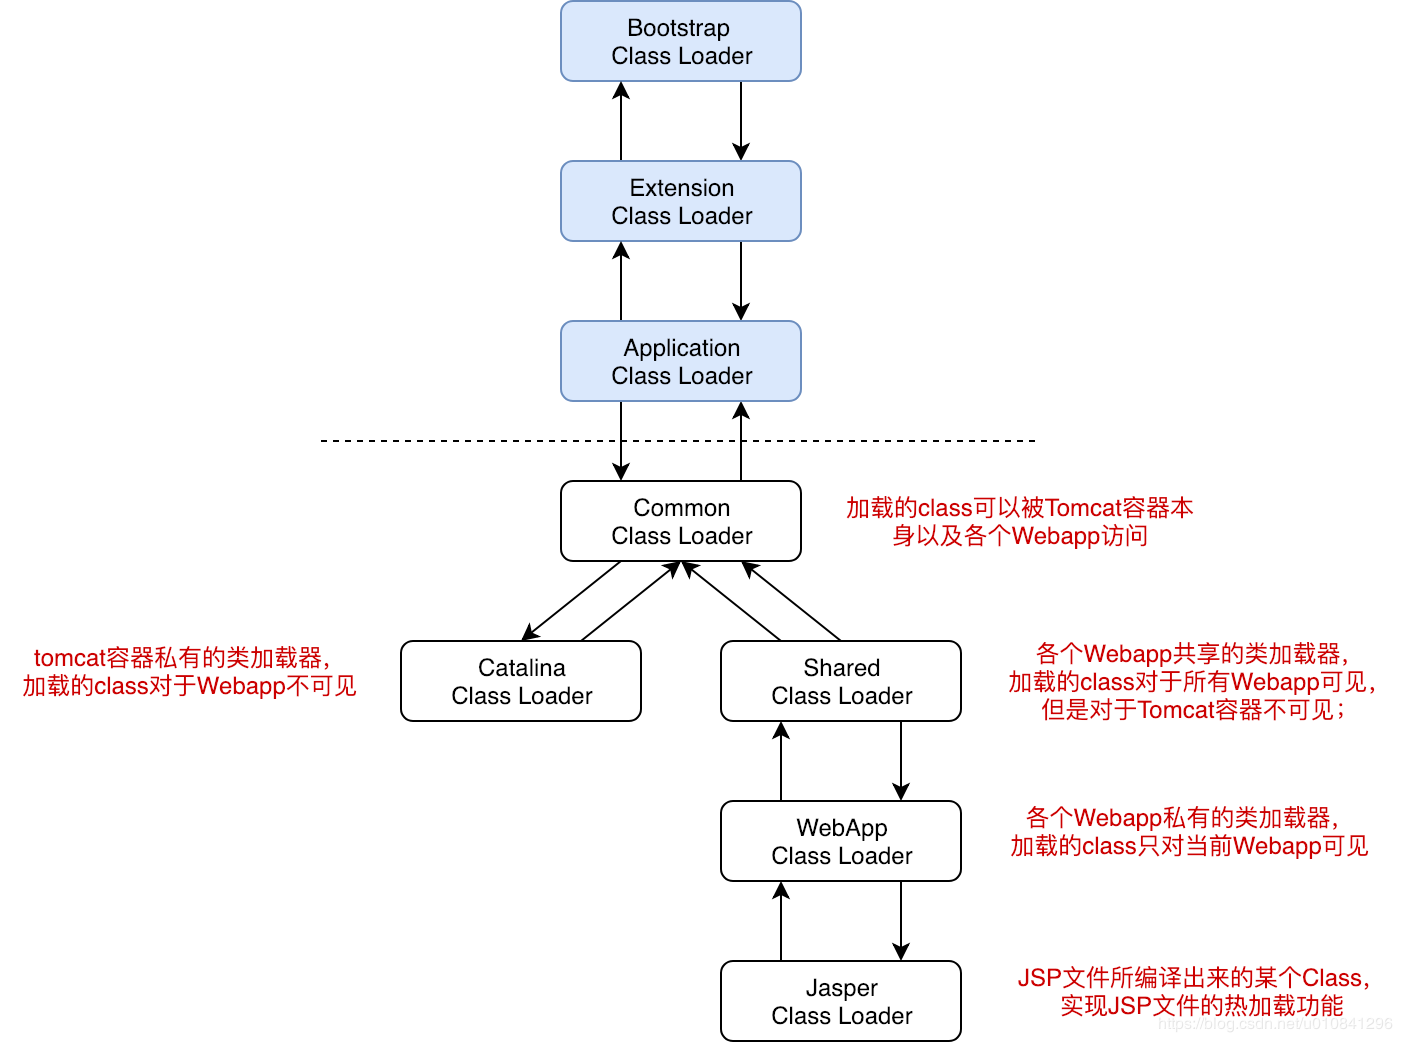 Bootstrap
Class Loader
Extension
Class Loader
Application
Class Loader
Common
Class Loader
加载的class可以被Tomcat容器本
身以及各个Webapp访问
tomcat容器私有的类加载器，
加载的class对于Webapp不可见
Catalina
Class Loader
Shared
Class Loader
各个Webapp共享的类加载器，
加载的class对于所有Webapp可见，
但是对于Tomcat容器不可见；
WebApp
Class Loader
各个Webapp私有的类加载器，
加载的class只对当前Webapp可见
Jasper
Class Loader
JSP文件所编译出来的某个Class，
实现JSP文件的热加载功能
https://blog.csdn.net/u010841296